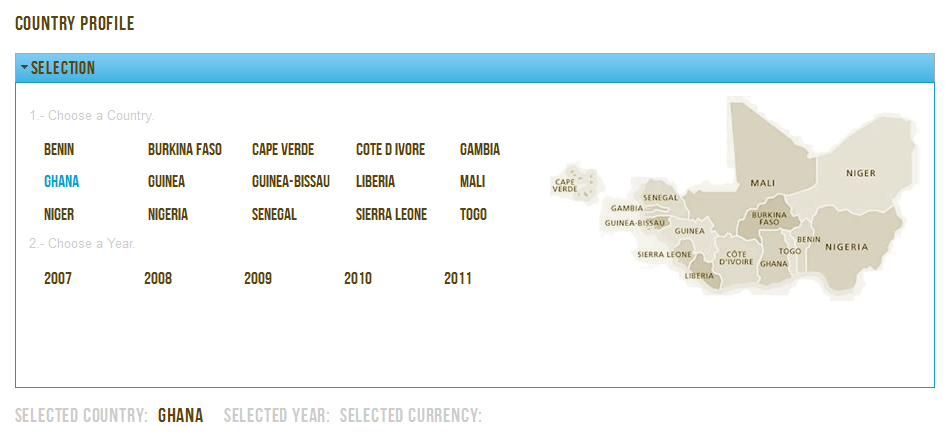 COUNTRY PROFILE
SELECTION
1.- Choose a Country.
BENIN BURKINA FASO CAPE VERDE COTE D IVORE GAMBIA
GHANA GUINEA GUINEA-BISSAU LIBERIA MALI
NIGER NIGERIA SENEGAL SIERRA LEONE TOGO
2.- Choose a Year.
2007 2008 2009 2010 2011
CAPE
VERDE
MALI
NIGER
SENEGAL
GAMBIA
GUINEA-BISSAU
GUINEA
BURKINA
FASO
SIERRA LEONE
CÔTE
D'IVOIRE
TOGO
BENIN
NIGERIA
GHANA
LIBERIA
SELECTED COUNTRY: GHANA SELECTED YEAR: SELECTED CURRENCY: